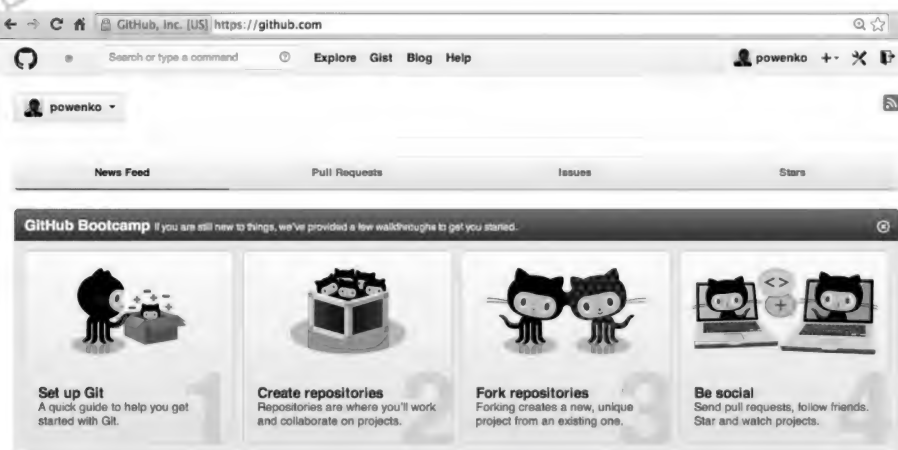 GitHub, Inc. [US] https://github.com
Search or type a command Explore Gist Blog Help powenko
powenko
News Feed Pull Requests Issues Stars
GitHub Bootcamp If you are still new to things, we've provided a few walkthroughs to get you started.
1 2 3 4
Set up Git
A quick guide to help you get
started with Git.
Create repositories
Repositories are where you'll work
and collaborate on projects.
Fork repositories
Forking creates a new, unique
project from an existing one.
Be social
Send pull requests, follow friends.
Star and watch projects.